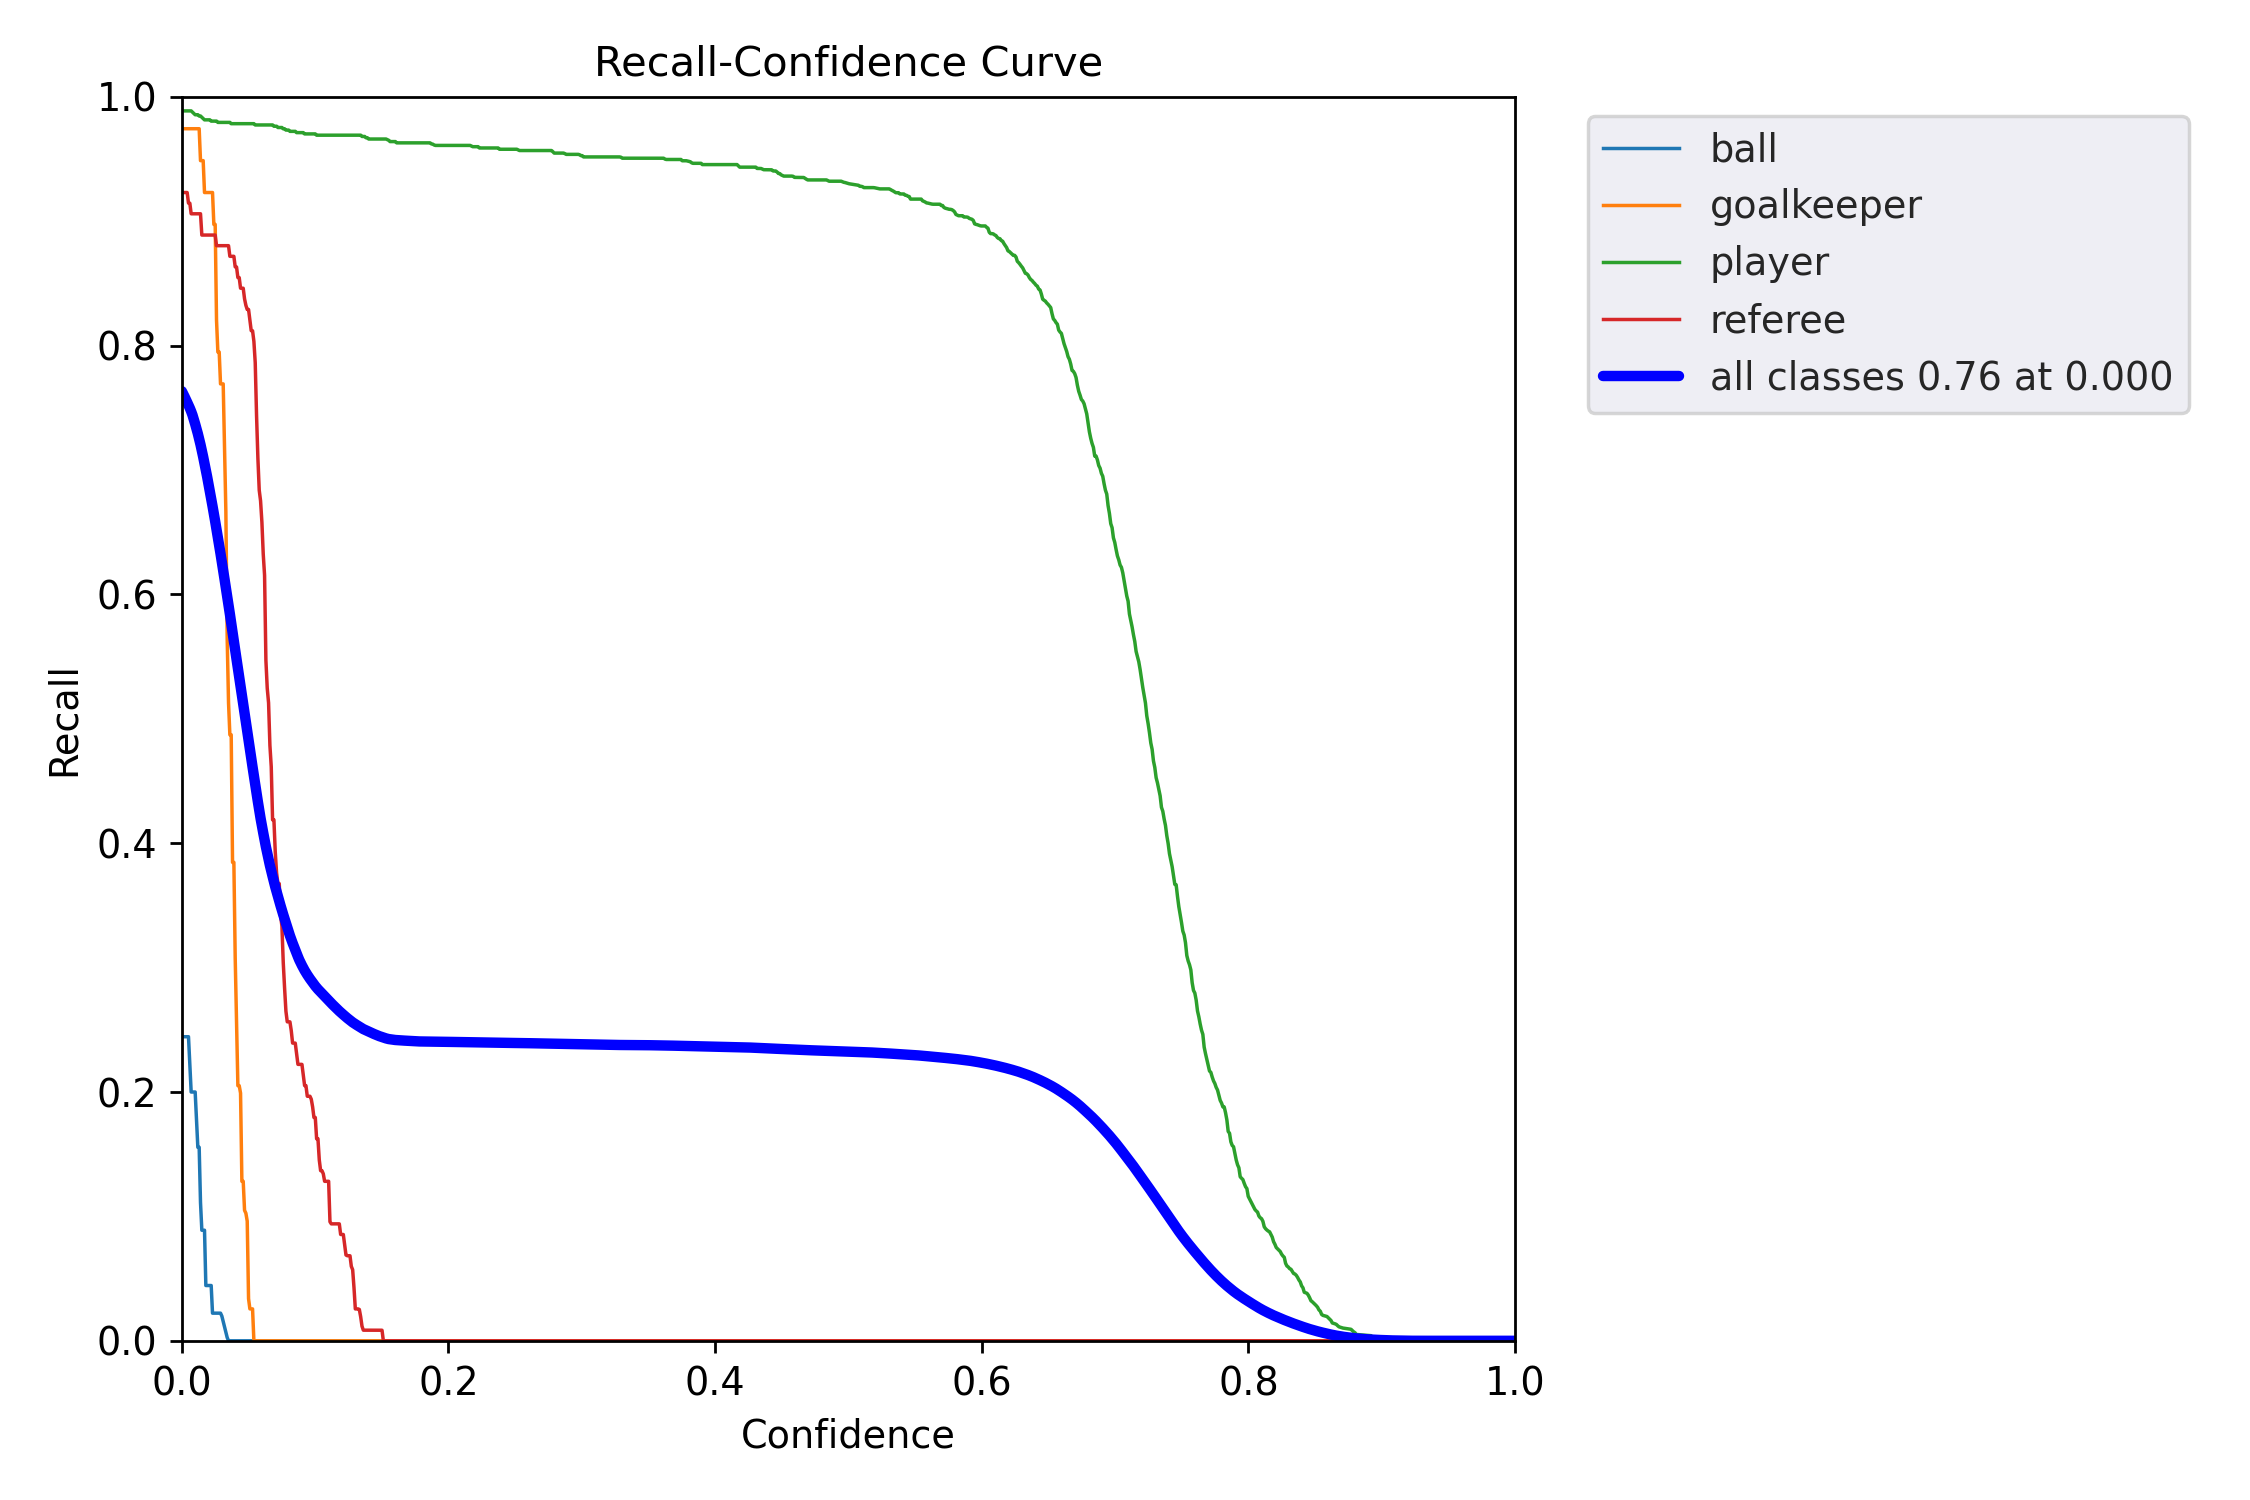 Recall-Confidence Curve
1.0
0.8
0.6
0.4
0.2
0.0
Recall
0.0 0.2 0.4 0.6 0.8 1.0
Confidence
ball
goalkeeper
player
referee
all classes 0.76 at 0.000